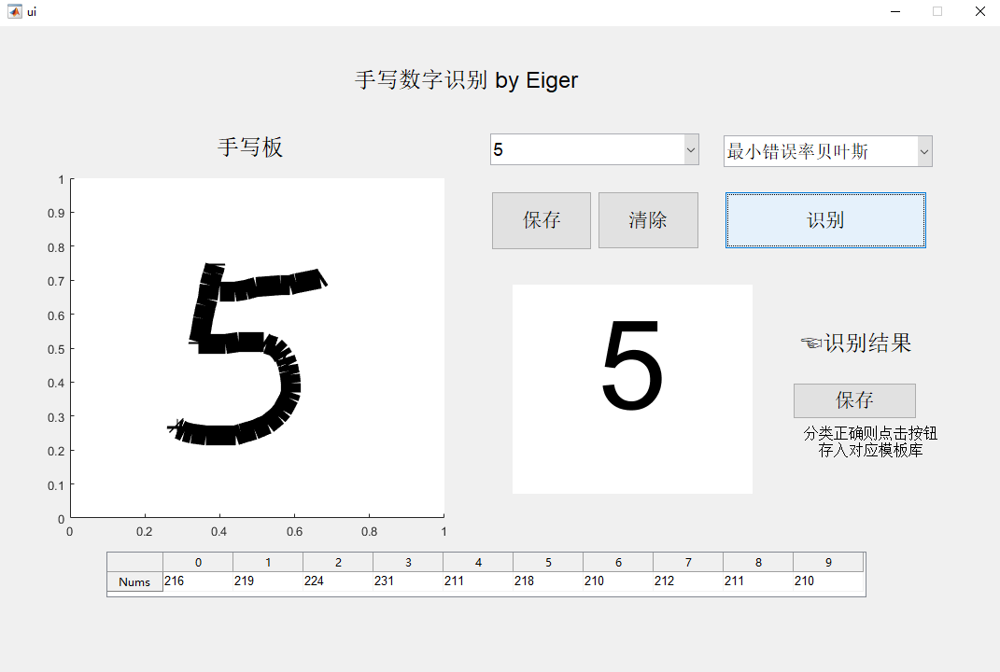 ui
手写数字识别 by Eiger
手写板
5
最小错误率贝叶斯
保存
清除
识别
1
0.9
0.8
0.7
0.6
0.5
0.4
0.3
0.2
0.1
0
0 0.2 0.4 0.6 0.8 1
5
5
☜识别结果
保存
分类正确则点击按钮
存入对应模板库
0 1 2 3 4 5 6 7 8 9
Nums 216 219 224 231 211 218 210 212 211 210